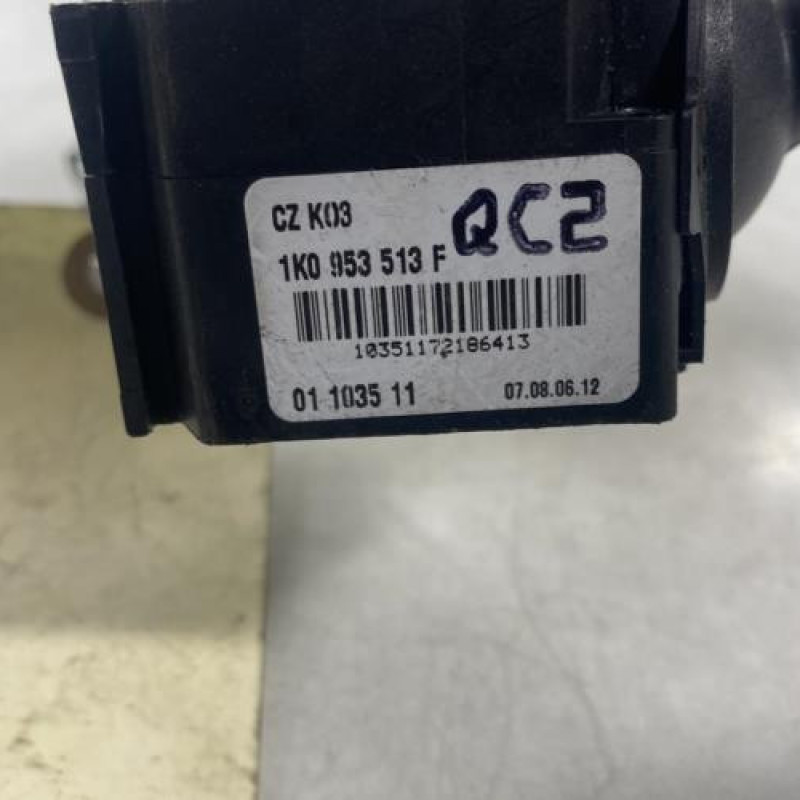 CZ K03
QC2
1K0 953 513 F
10351172186413
01 1035 11
07.08.06.12